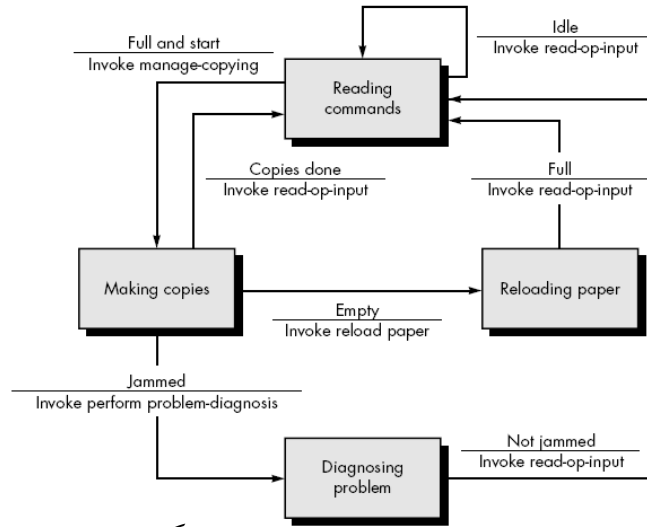 Full and start
Invoke manage-copying
Idle
Invoke read-op-input
Reading
commands
Copies done
Invoke read-op-input
Full
Invoke read-op-input
Making copies
Reloading paper
Empty
Invoke reload paper
Jammed
Invoke perform problem-diagnosis
Not jammed
Invoke read-op-input
Diagnosing
problem